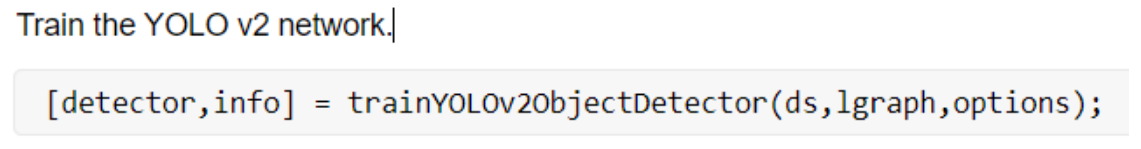 Train the YOLO v2 network.
[detector,info] = trainYOLOv2ObjectDetector(ds,lgraph,options);